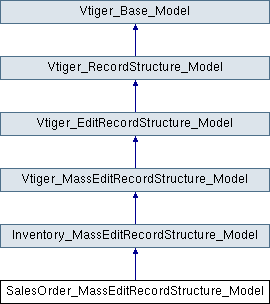 Vtiger_Base_Model
Vtiger_RecordStructure_Model
Vtiger_EditRecordStructure_Model
Vtiger_MassEditRecordStructure_Model
Inventory_MassEditRecordStructure_Model
SalesOrder_MassEditRecordStructure_Model